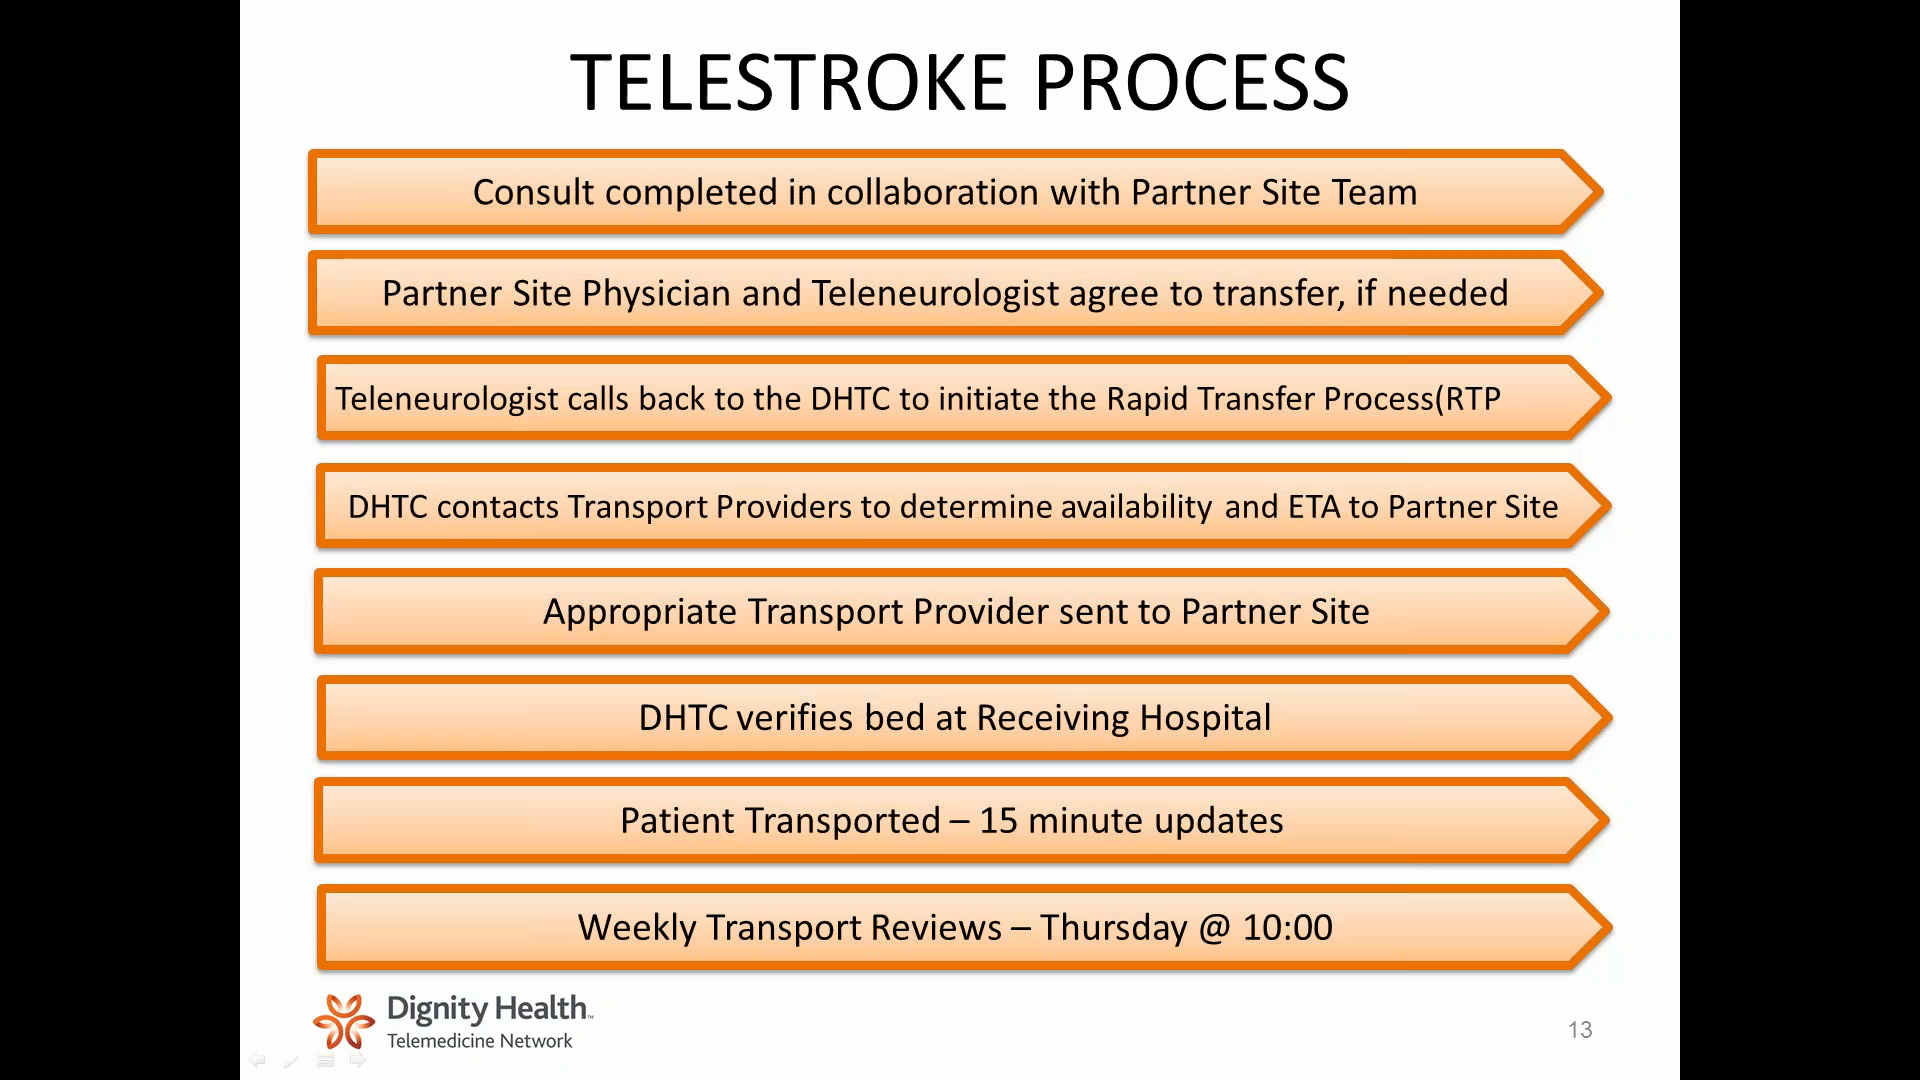 TELESTROKE PROCESS
Consult completed in collaboration with Partner Site Team
Partner Site Physician and Teleneurologist agree to transfer, if needed
Teleneurologist calls back to the DHTC to initiate the Rapid Transfer Process(RTP
DHTC contacts Transport Providers to determine availability and ETA to Partner Site
Appropriate Transport Provider sent to Partner Site
DHTC verifies bed at Receiving Hospital
Patient Transported – 15 minute updates
Weekly Transport Reviews – Thursday @ 10:00
Dignity Health™
Telemedicine Network
13